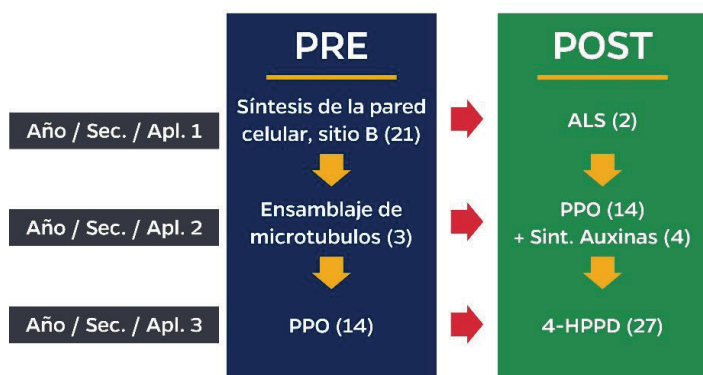 PRE
POST
Año / Sec. / Apl. 1
Síntesis de la pared
celular, sitio B (21)
ALS (2)
Año / Sec. / Apl. 2
Ensamblaje de
microtubulos (3)
PPO (14)
+ Sint. Auxinas (4)
Año / Sec. / Apl. 3
PPO (14)
4-HPPD (27)